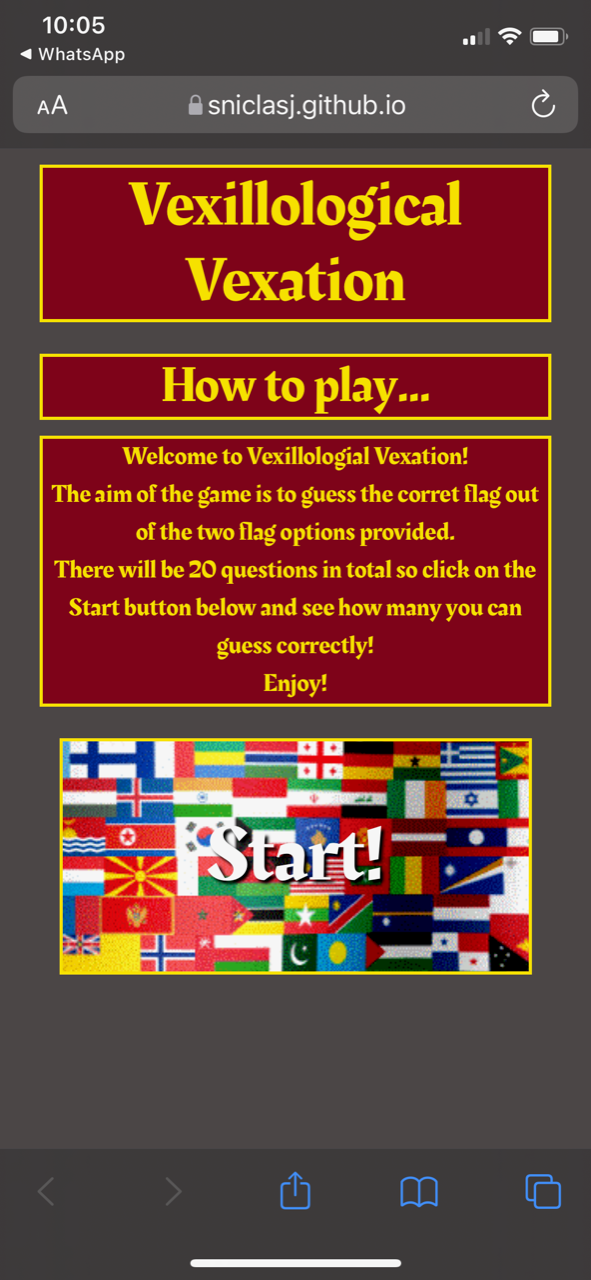 10:05
◀ WhatsApp
AA sniclasj.github.io
Vexillological
Vexation
How to play...
Welcome to Vexillologial Vexation!
The aim of the game is to guess the corret flag out
of the two flag options provided.
There will be 20 questions in total so click on the
Start button below and see how many you can
guess correctly!
Enjoy!
Start!